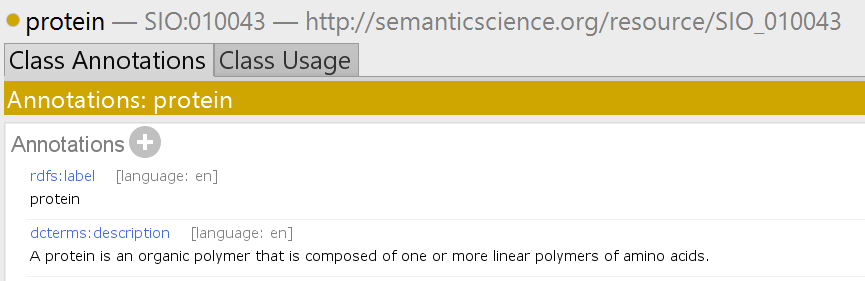 protein — SIO:010043 — http://semanticscience.org/resource/SIO_010043
Class Annotations Class Usage
Annotations: protein
Annotations
rdfs:label [language: en]
protein
dcterms:description [language: en]
A protein is an organic polymer that is composed of one or more linear polymers of amino acids.